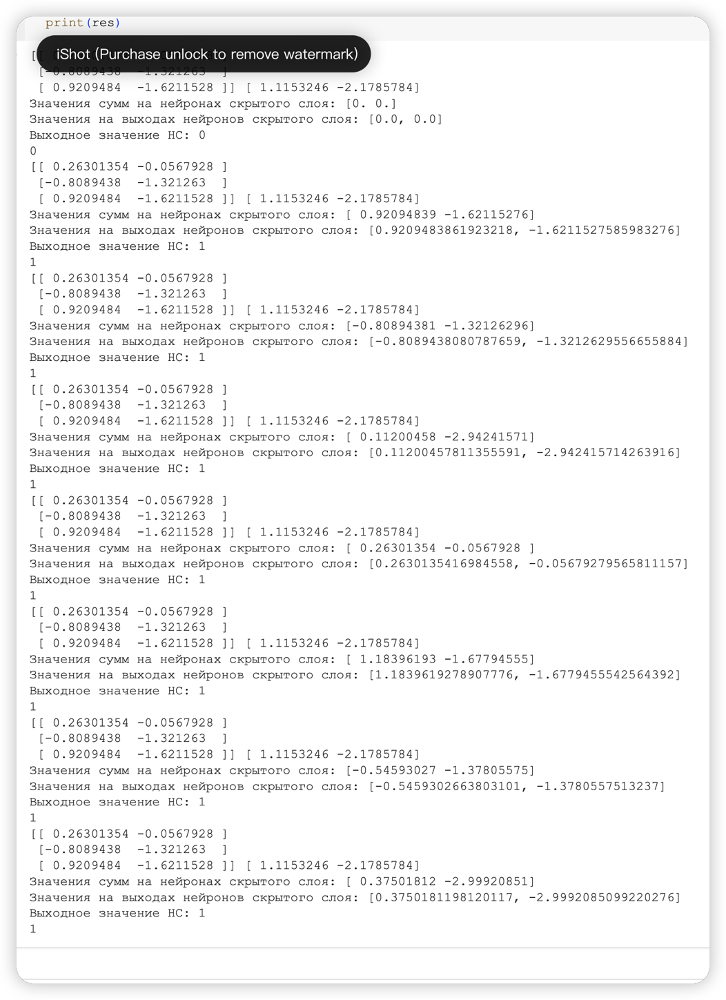 print(res)
iShot (Purchase unlock to remove watermark)
[-0.8089438  -1.321263  ]
[ 0.9209484  -1.6211528 ]] [ 1.1153246 -2.1785784]
Значения сумм на нейронах скрытого слоя: [0. 0.]
Значения на выходах нейронов скрытого слоя: [0.0, 0.0]
Выходное значение НС: 0
0
[[ 0.26301354 -0.0567928 ]
[-0.8089438  -1.321263  ]
[ 0.9209484  -1.6211528 ]] [ 1.1153246 -2.1785784]
Значения сумм на нейронах скрытого слоя: [ 0.92094839 -1.62115276]
Значения на выходах нейронов скрытого слоя: [0.9209483861923218, -1.6211527585983276]
Выходное значение НС: 1
1
[[ 0.26301354 -0.0567928 ]
[-0.8089438  -1.321263  ]
[ 0.9209484  -1.6211528 ]] [ 1.1153246 -2.1785784]
Значения сумм на нейронах скрытого слоя: [-0.80894381 -1.32126296]
Значения на выходах нейронов скрытого слоя: [-0.8089438080787659, -1.3212629556655884]
Выходное значение НС: 1
1
[[ 0.26301354 -0.0567928 ]
[-0.8089438  -1.321263  ]
[ 0.9209484  -1.6211528 ]] [ 1.1153246 -2.1785784]
Значения сумм на нейронах скрытого слоя: [ 0.11200458 -2.94241571]
Значения на выходах нейронов скрытого слоя: [0.11200457811355591, -2.942415714263916]
Выходное значение НС: 1
1
[[ 0.26301354 -0.0567928 ]
[-0.8089438  -1.321263  ]
[ 0.9209484  -1.6211528 ]] [ 1.1153246 -2.1785784]
Значения сумм на нейронах скрытого слоя: [ 0.26301354 -0.0567928 ]
Значения на выходах нейронов скрытого слоя: [0.2630135416984558, -0.05679279565811157]
Выходное значение НС: 1
1
[[ 0.26301354 -0.0567928 ]
[-0.8089438  -1.321263  ]
[ 0.9209484  -1.6211528 ]] [ 1.1153246 -2.1785784]
Значения сумм на нейронах скрытого слоя: [ 1.18396193 -1.67794555]
Значения на выходах нейронов скрытого слоя: [1.1839619278907776, -1.6779455542564392]
Выходное значение НС: 1
1
[[ 0.26301354 -0.0567928 ]
[-0.8089438  -1.321263  ]
[ 0.9209484  -1.6211528 ]] [ 1.1153246 -2.1785784]
Значения сумм на нейронах скрытого слоя: [-0.54593027 -1.37805575]
Значения на выходах нейронов скрытого слоя: [-0.5459302663803101, -1.3780557513237]
Выходное значение НС: 1
1
[[ 0.26301354 -0.0567928 ]
[-0.8089438  -1.321263  ]
[ 0.9209484  -1.6211528 ]] [ 1.1153246 -2.1785784]
Значения сумм на нейронах скрытого слоя: [ 0.37501812 -2.99920851]
Значения на выходах нейронов скрытого слоя: [0.3750181198120117, -2.9992085099220276]
Выходное значение НС: 1
1